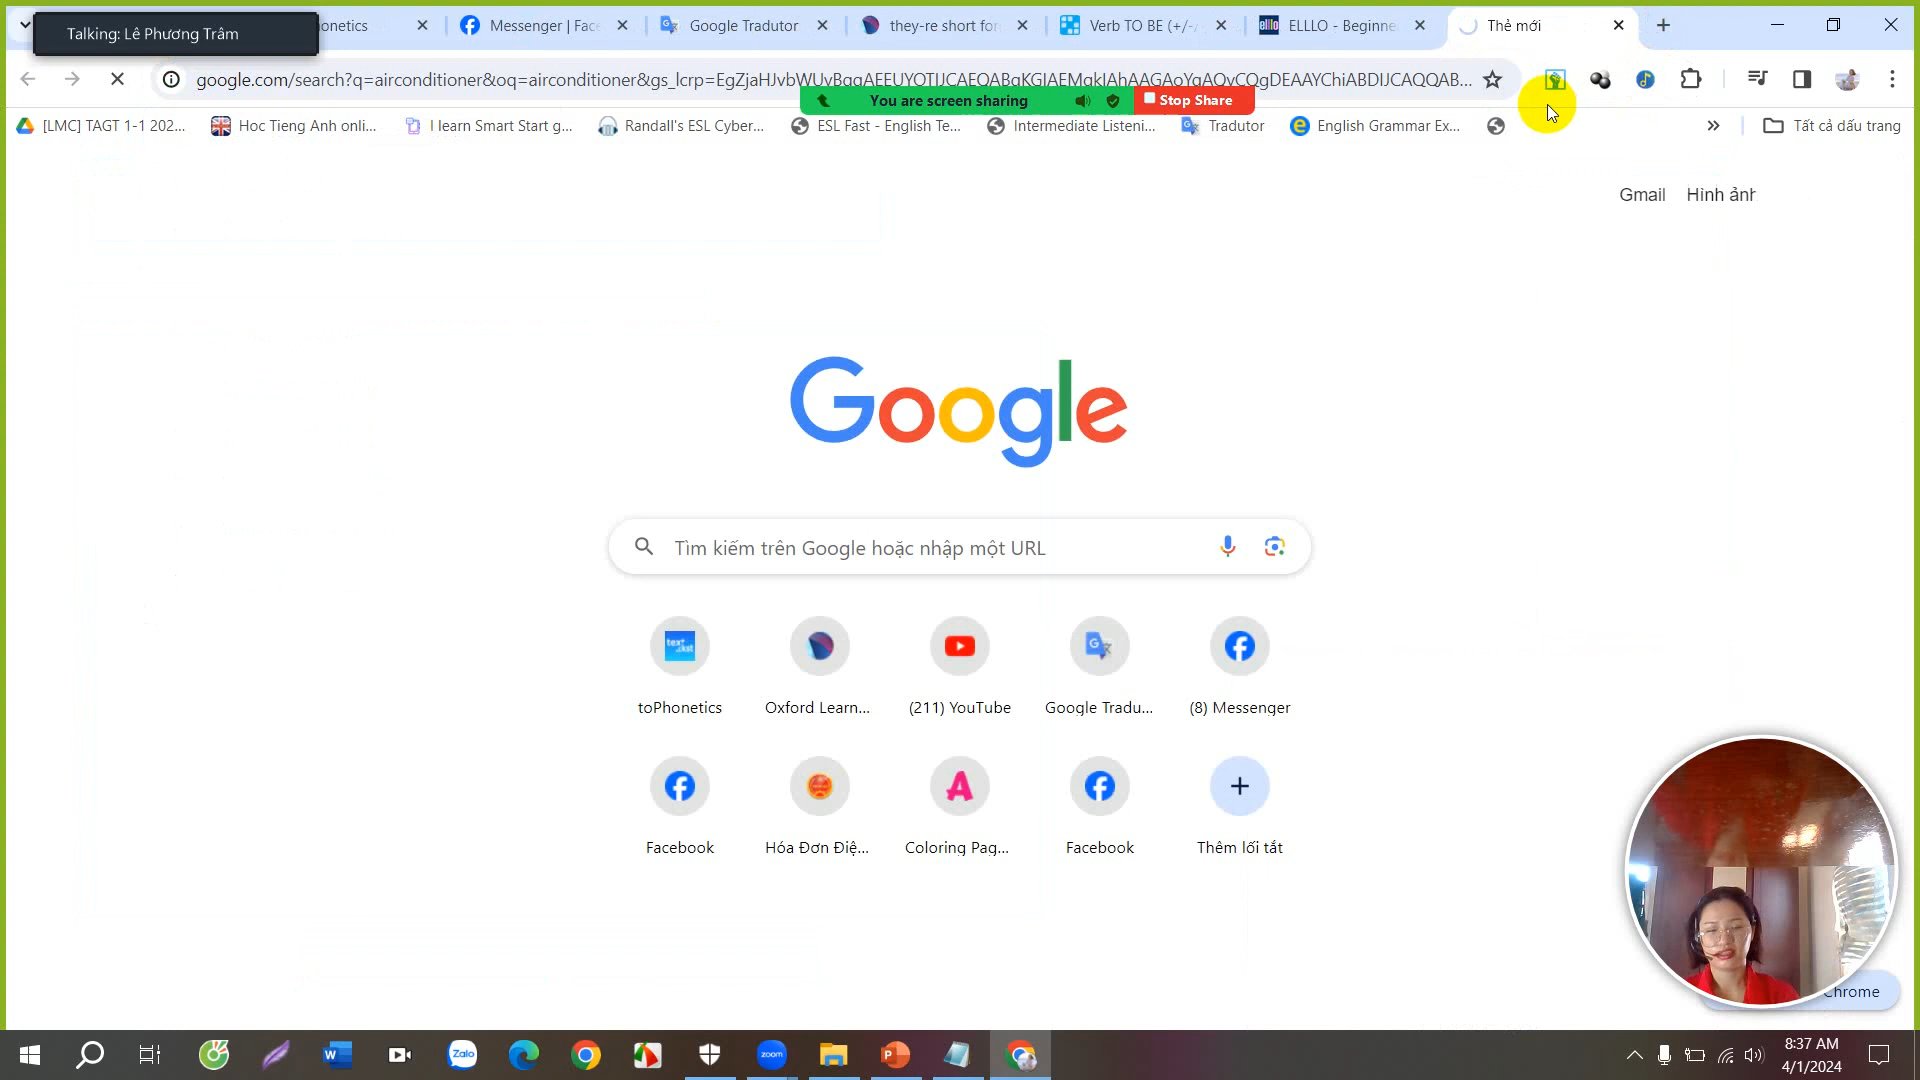 Talking: Lê Phương Trâm
onetics
Messenger | Fac
Google Tradutor
they-re short for
Verb TO BE (+/-/
ELLLO - Beginne
Thẻ mới
google.com/search?q=airconditioner&oq=airconditioner&gs_lcrp=
You are screen sharing
Stop Share
[LMC] TAGT 1-1 202...
Hoc Tieng Anh onli...
I learn Smart Start g...
Randall's ESL Cyber...
ESL Fast - English Te...
Intermediate Listeni...
Tradutor
English Grammar Ex...
Tất cả dấu trang
Gmail
Hình ảnh
Google
Tìm kiếm trên Google hoặc nhập một URL
toPhonetics
Oxford Learn...
(211) YouTube
Google Tradu...
(8) Messenger
Facebook
Hóa Đơn Điệ...
Coloring Pag...
Facebook
Thêm lối tắt
Chrome
Zalo
zoom
8:37 AM
4/1/2024